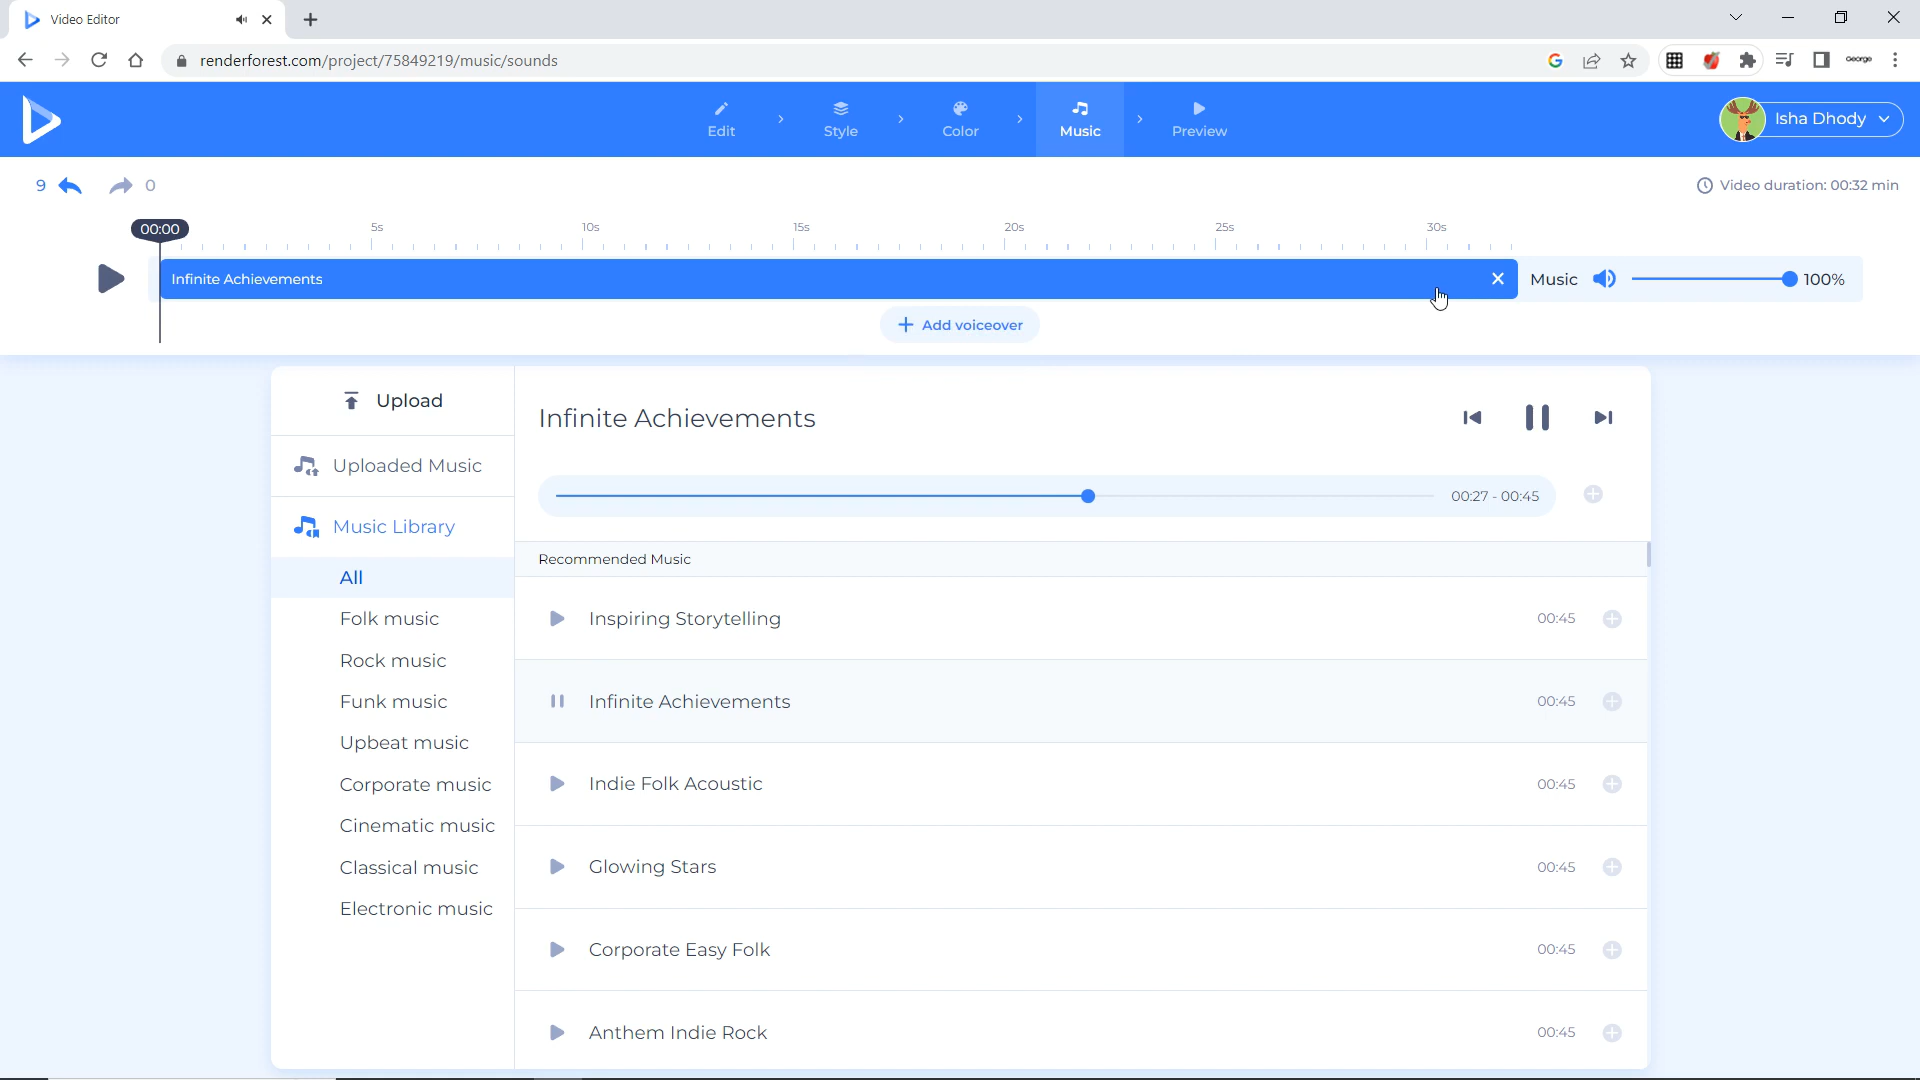 Video Editor
renderforest.com/project/75849219/music/sounds
george
Edit
Style
Color
Music
Preview
Isha Dhody
9
0
Video duration: 00:32 min
00:00
5s
10s
15s
20s
25s
30s
Infinite Achievements
Music
100%
Add voiceover
Upload
Uploaded Music
Music Library
All
Folk music
Rock music
Funk music
Upbeat music
Corporate music
Cinematic music
Classical music
Electronic music
Infinite Achievements
00:27 - 00:45
Recommended Music
Inspiring Storytelling 00:45
Infinite Achievements 00:45
Indie Folk Acoustic 00:45
Glowing Stars 00:45
Corporate Easy Folk 00:45
Anthem Indie Rock 00:45